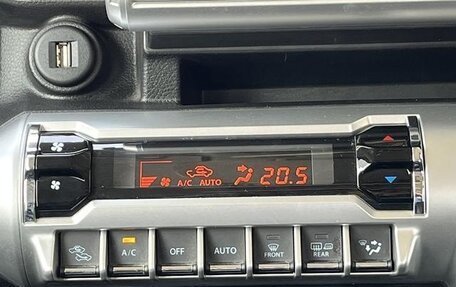 A/C AUTO 20.5
A/C OFF AUTO FRONT REAR